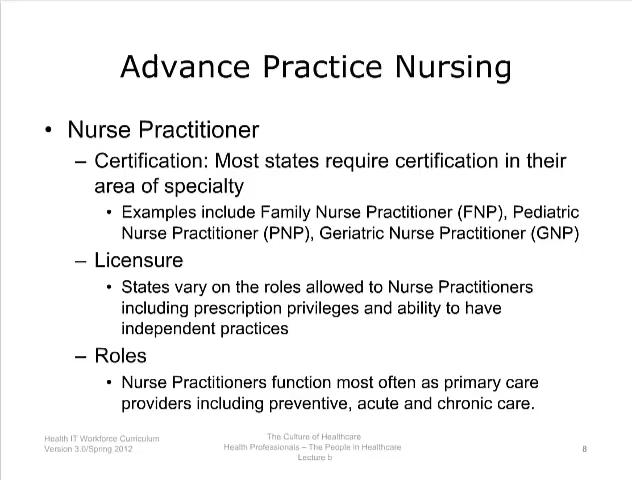 Advance Practice Nursing
• Nurse Practitioner
– Certification: Most states require certification in their
area of specialty
• Examples include Family Nurse Practitioner (FNP), Pediatric
Nurse Practitioner (PNP), Geriatric Nurse Practitioner (GNP)
– Licensure
• States vary on the roles allowed to Nurse Practitioners
including prescription privileges and ability to have
independent practices
– Roles
• Nurse Practitioners function most often as primary care
providers including preventive, acute and chronic care.
Health IT Workforce Curriculum
Version 3.0/Spring 2012
The Culture of Healthcare
Health Professionals – The People in Healthcare
Lecture b
8